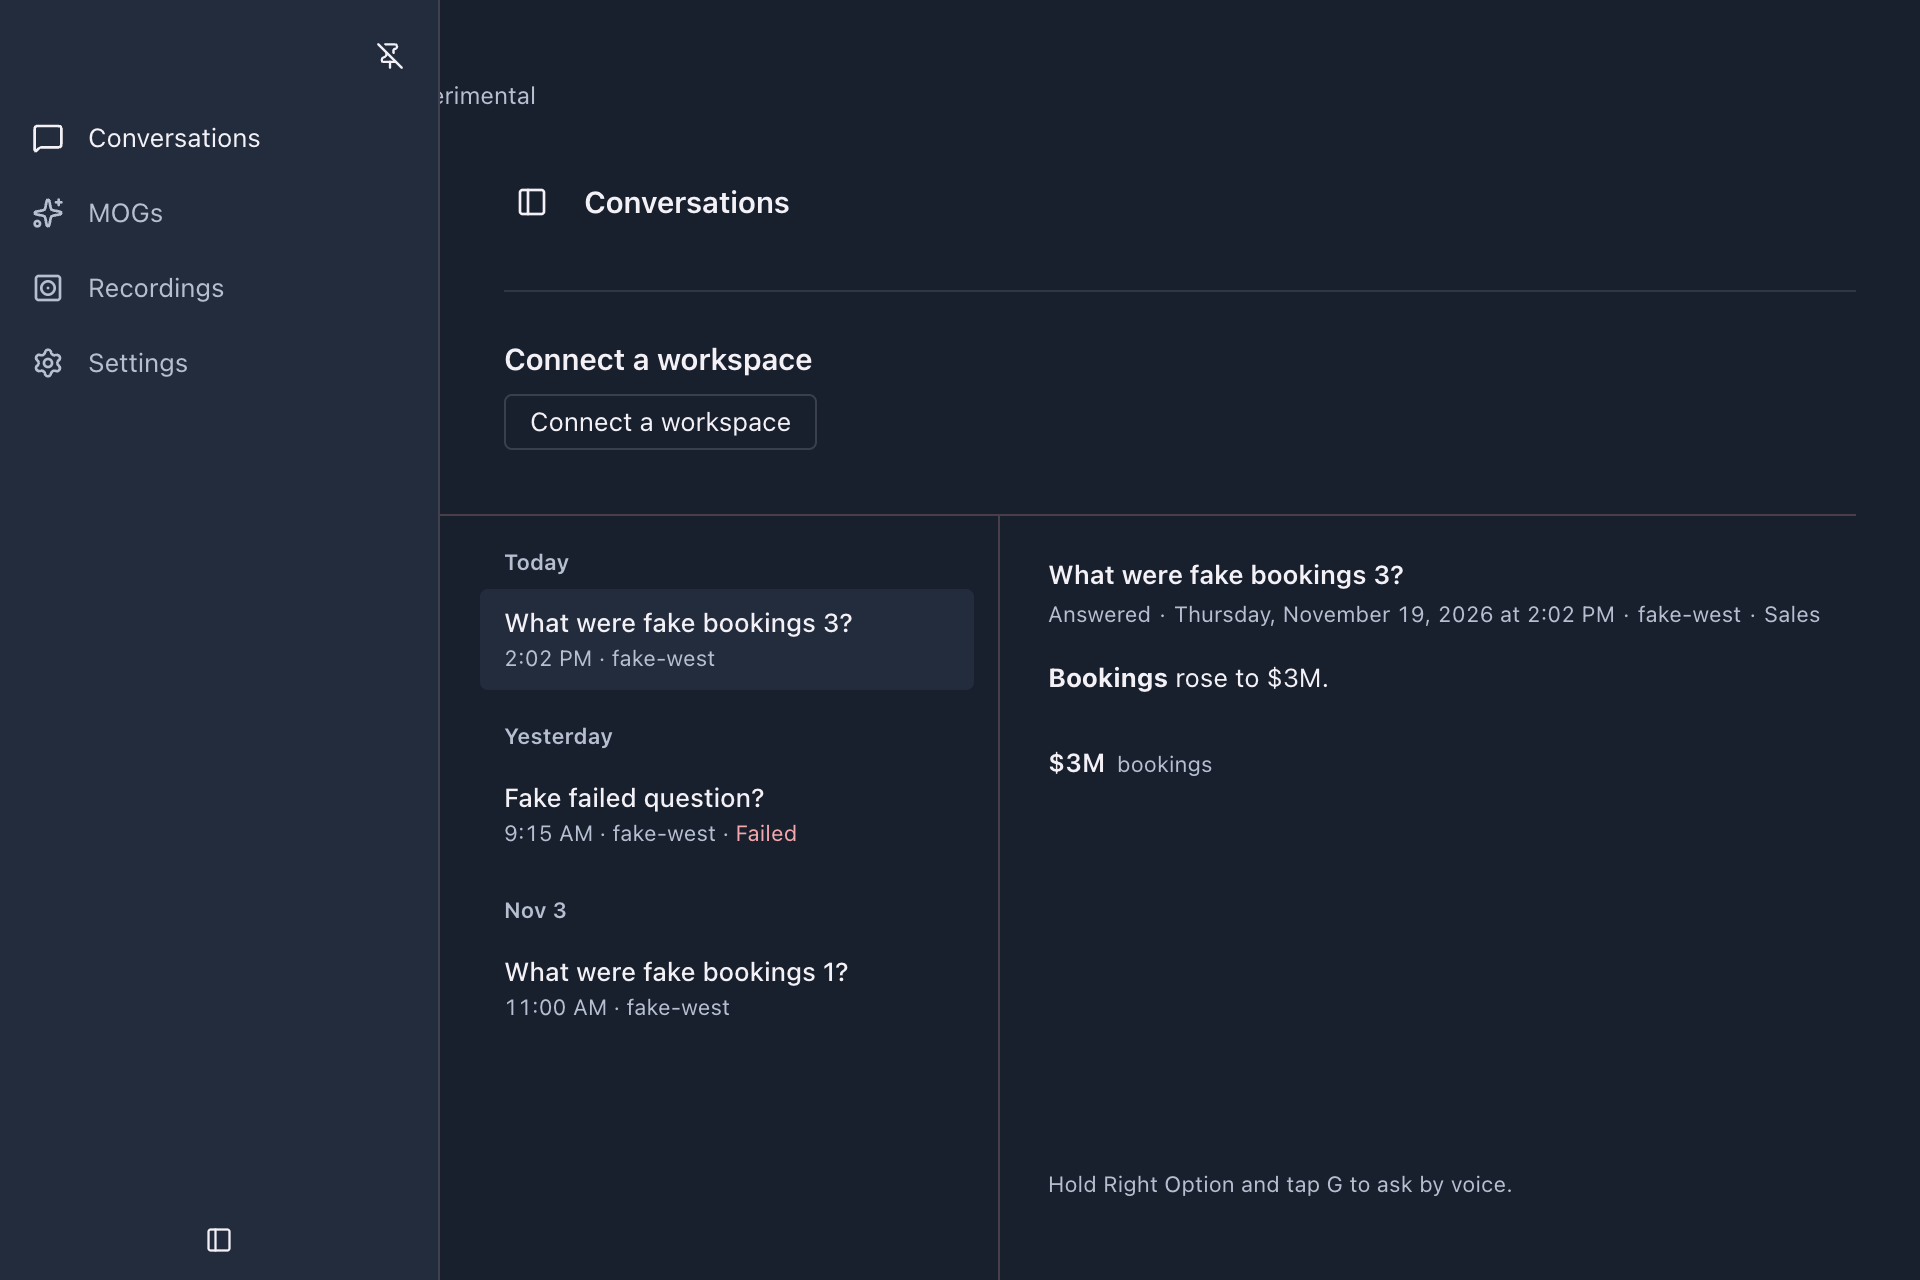 Conversations
MOGs
Recordings
Settings
erimental
Conversations
Connect a workspace
Connect a workspace
Today
What were fake bookings 3?
2:02 PM · fake-west
Yesterday
Fake failed question?
9:15 AM · fake-west · Failed
Nov 3
What were fake bookings 1?
11:00 AM · fake-west
What were fake bookings 3?
Answered · Thursday, November 19, 2026 at 2:02 PM · fake-west · Sales
Bookings rose to $3M.
$3M bookings
Hold Right Option and tap G to ask by voice.